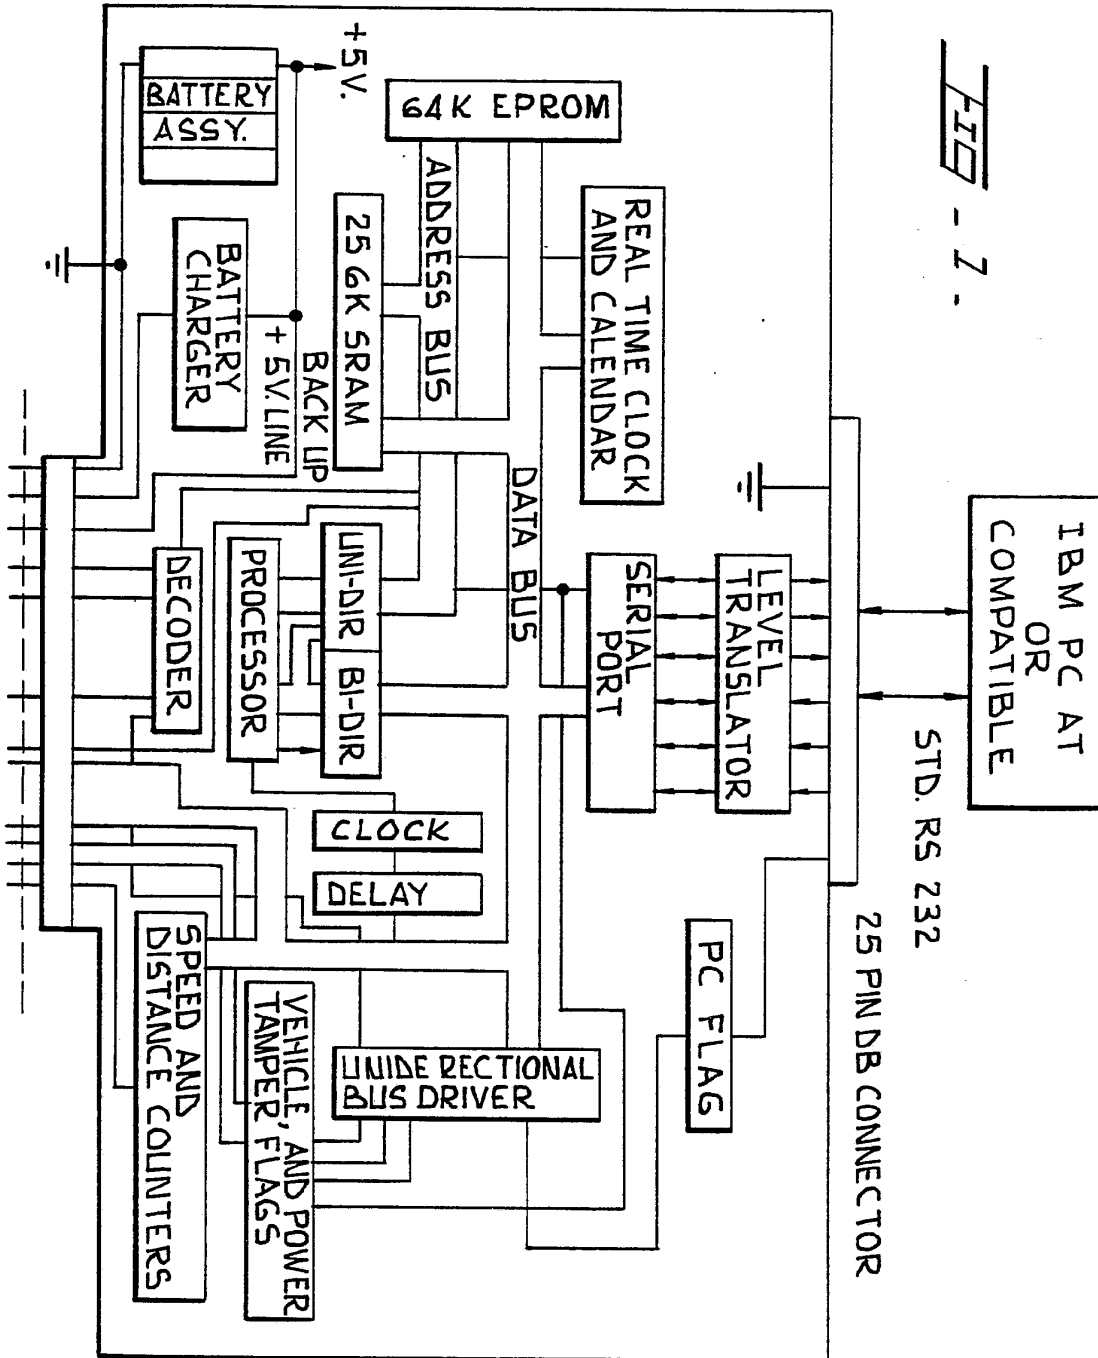 FIG - 1 -
IBM PC AT
OR
COMPATIBLE
STD. RS 232
25 PIN DB CONNECTOR
+5V.
BATTERY
ASSY.
64K EPROM
ADDRESS BUS
REAL TIME CLOCK
AND CALENDAR
256K SRAM
BATTERY
CHARGER
BACK UP
+5V.LINE
DATA BUS
LEVEL
TRANSLATOR
SERIAL
PORT
UNI-DIR
BI-DIR
PROCESSOR
DECODER
CLOCK
DELAY
PC FLAG
UNIDERECTIONAL
BUS DRIVER
VEHICLE, AND POWER
TAMPER FLAGS
SPEED AND
DISTANCE COUNTERS